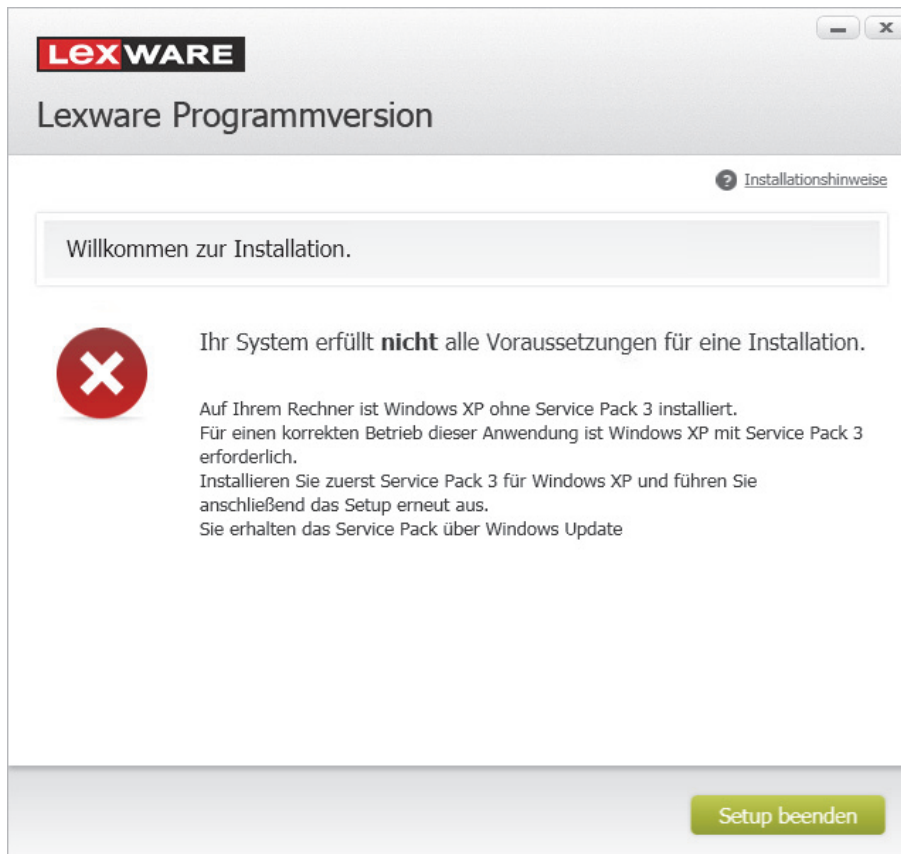 LEXWARE
Lexware Programmversion
Installationshinweise
Willkommen zur Installation.
Ihr System erfüllt nicht alle Voraussetzungen für eine Installation.
Auf Ihrem Rechner ist Windows XP ohne Service Pack 3 installiert.
Für einen korrekten Betrieb dieser Anwendung ist Windows XP mit Service Pack 3
erforderlich.
Installieren Sie zuerst Service Pack 3 für Windows XP und führen Sie
anschließend das Setup erneut aus.
Sie erhalten das Service Pack über Windows Update
Setup beenden